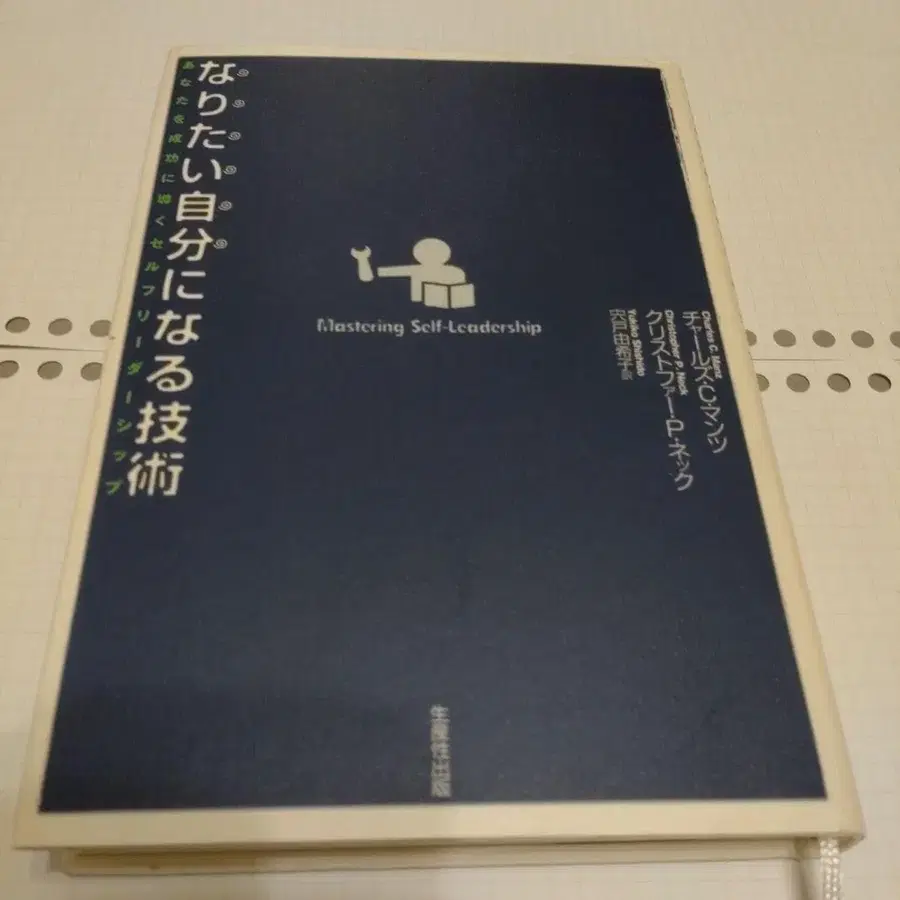 なりたい自分になる技術
あなたを成功に導くセルフリーダーシップ
Mastering Self-Leadership
Charles C. Manz
チャールズ・C・マンツ
Christopher P. Neck
クリストファー・P・ネック
Yukiko Shishido
宍戸由希子 訳
生産性出版